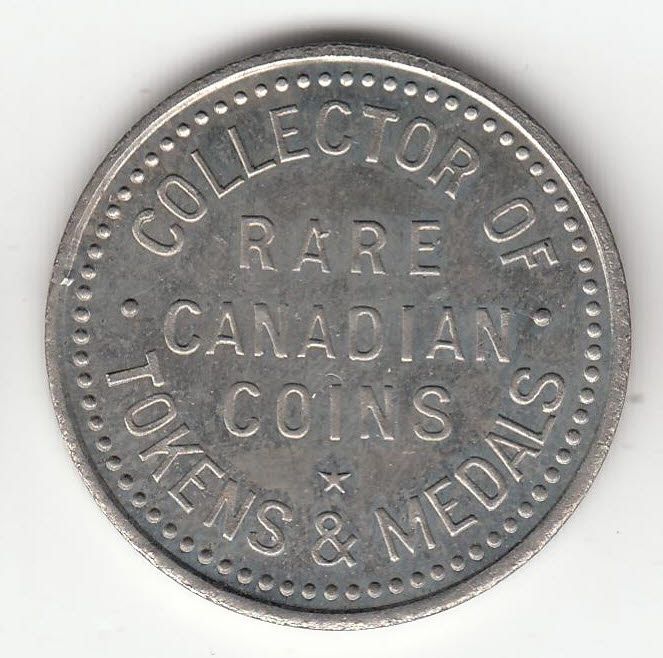 COLLECTOR OF
RARE
CANADIAN
COINS
TOKENS & MEDALS